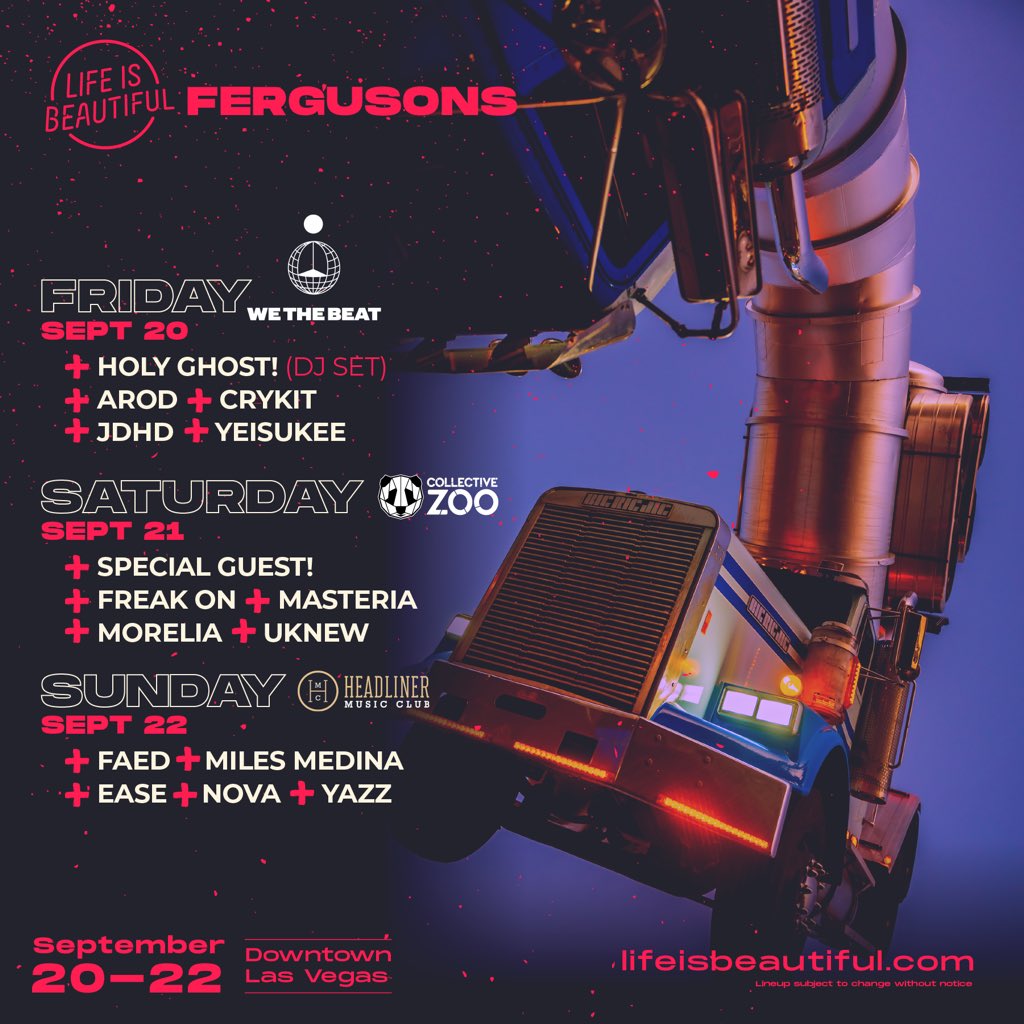 LIFE IS
BEAUTIFUL
FERGUSONS
FRIDAY
WE THE BEAT
SEPT 20
+ HOLY GHOST! (DJ SET)
+ AROD + CRYKIT
+ JDHD + YEISUKEE
SATURDAY
COLLECTIVE
ZOO
SEPT 21
+ SPECIAL GUEST!
+ FREAK ON + MASTERIA
+ MORELIA + UKNEW
SUNDAY
H
M
C
HEADLINER
MUSIC CLUB
SEPT 22
+ FAED + MILES MEDINA
+ EASE + NOVA + YAZZ
September
20—22
Downtown
Las Vegas
lifeisbeautiful.com
Lineup subject to change without notice